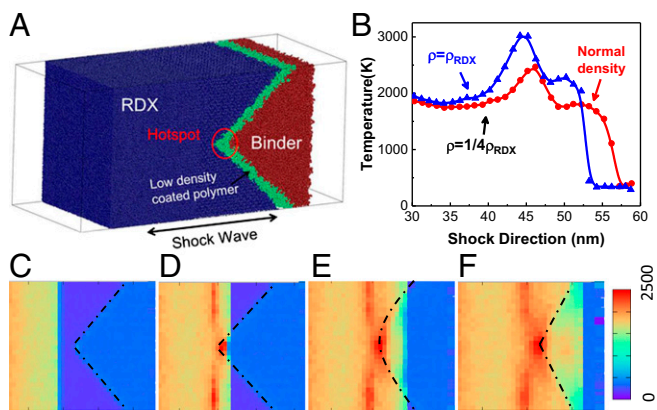 A
RDX
Hotspot
Binder
Low density
coated polymer
Shock Wave
B
Temperature(K)
3000
2000
1000
0
ρ=ρRDX
Normal
density
ρ=1/4ρRDX
30 35 40 45 50 55 60
Shock Direction (nm)
C D E F
2500
0